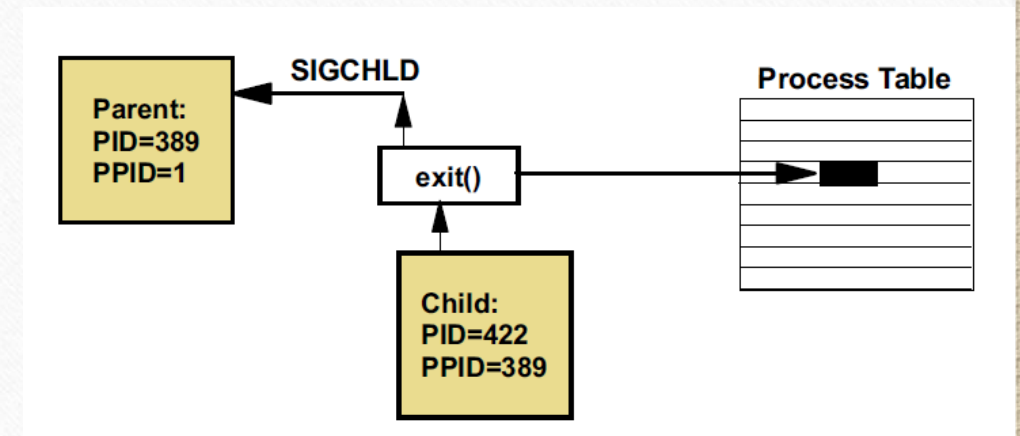 SIGCHLD
Process Table
Parent:
PID=389
PPID=1
exit()
Child:
PID=422
PPID=389